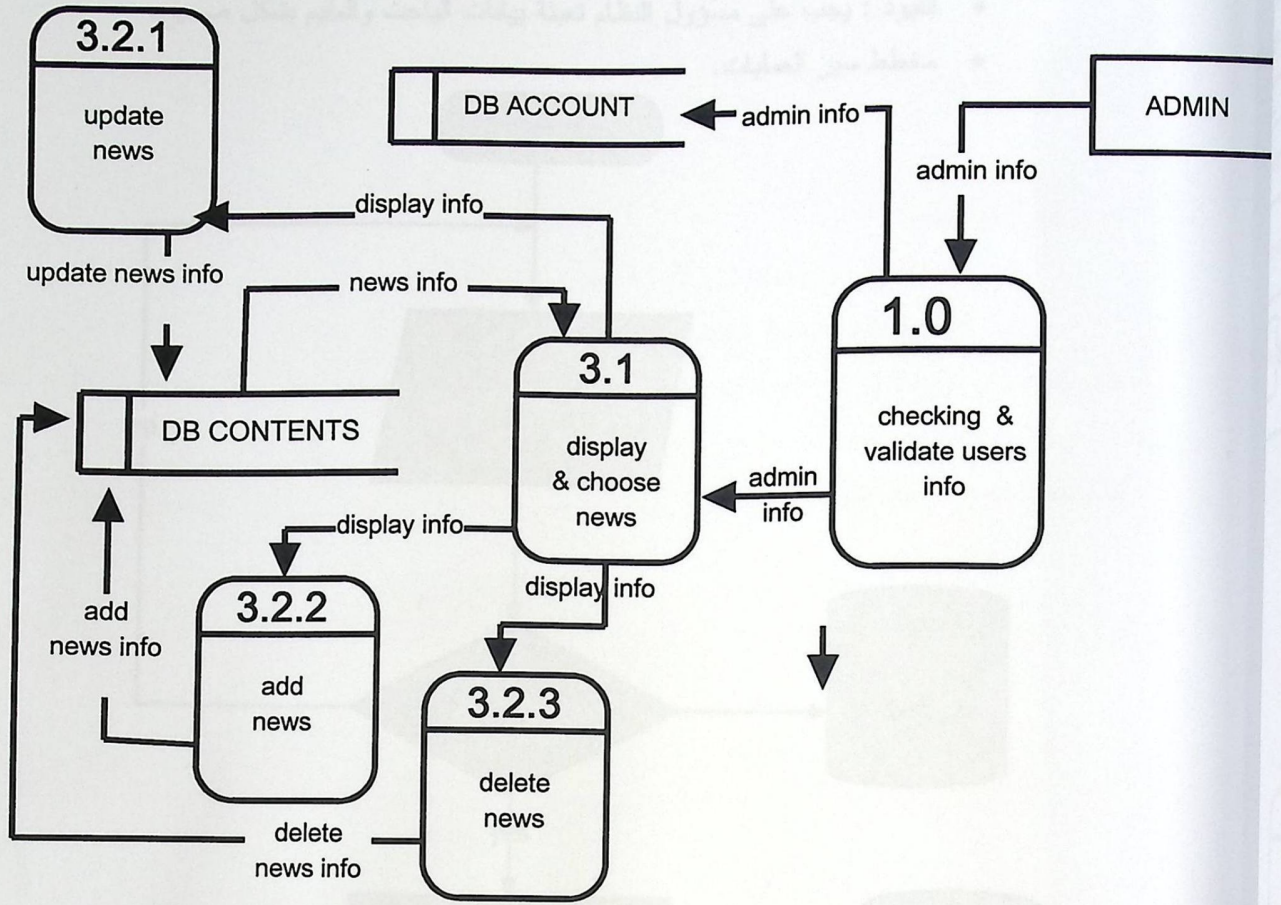 3.2.1
update
news
DB ACCOUNT
admin info
ADMIN
admin info
display info
update news info
news info
1.0
checking &
validate users
info
3.1
display
& choose
news
DB CONTENTS
admin
info
display info
display info
3.2.2
add
news
add
news info
3.2.3
delete
news
delete
news info